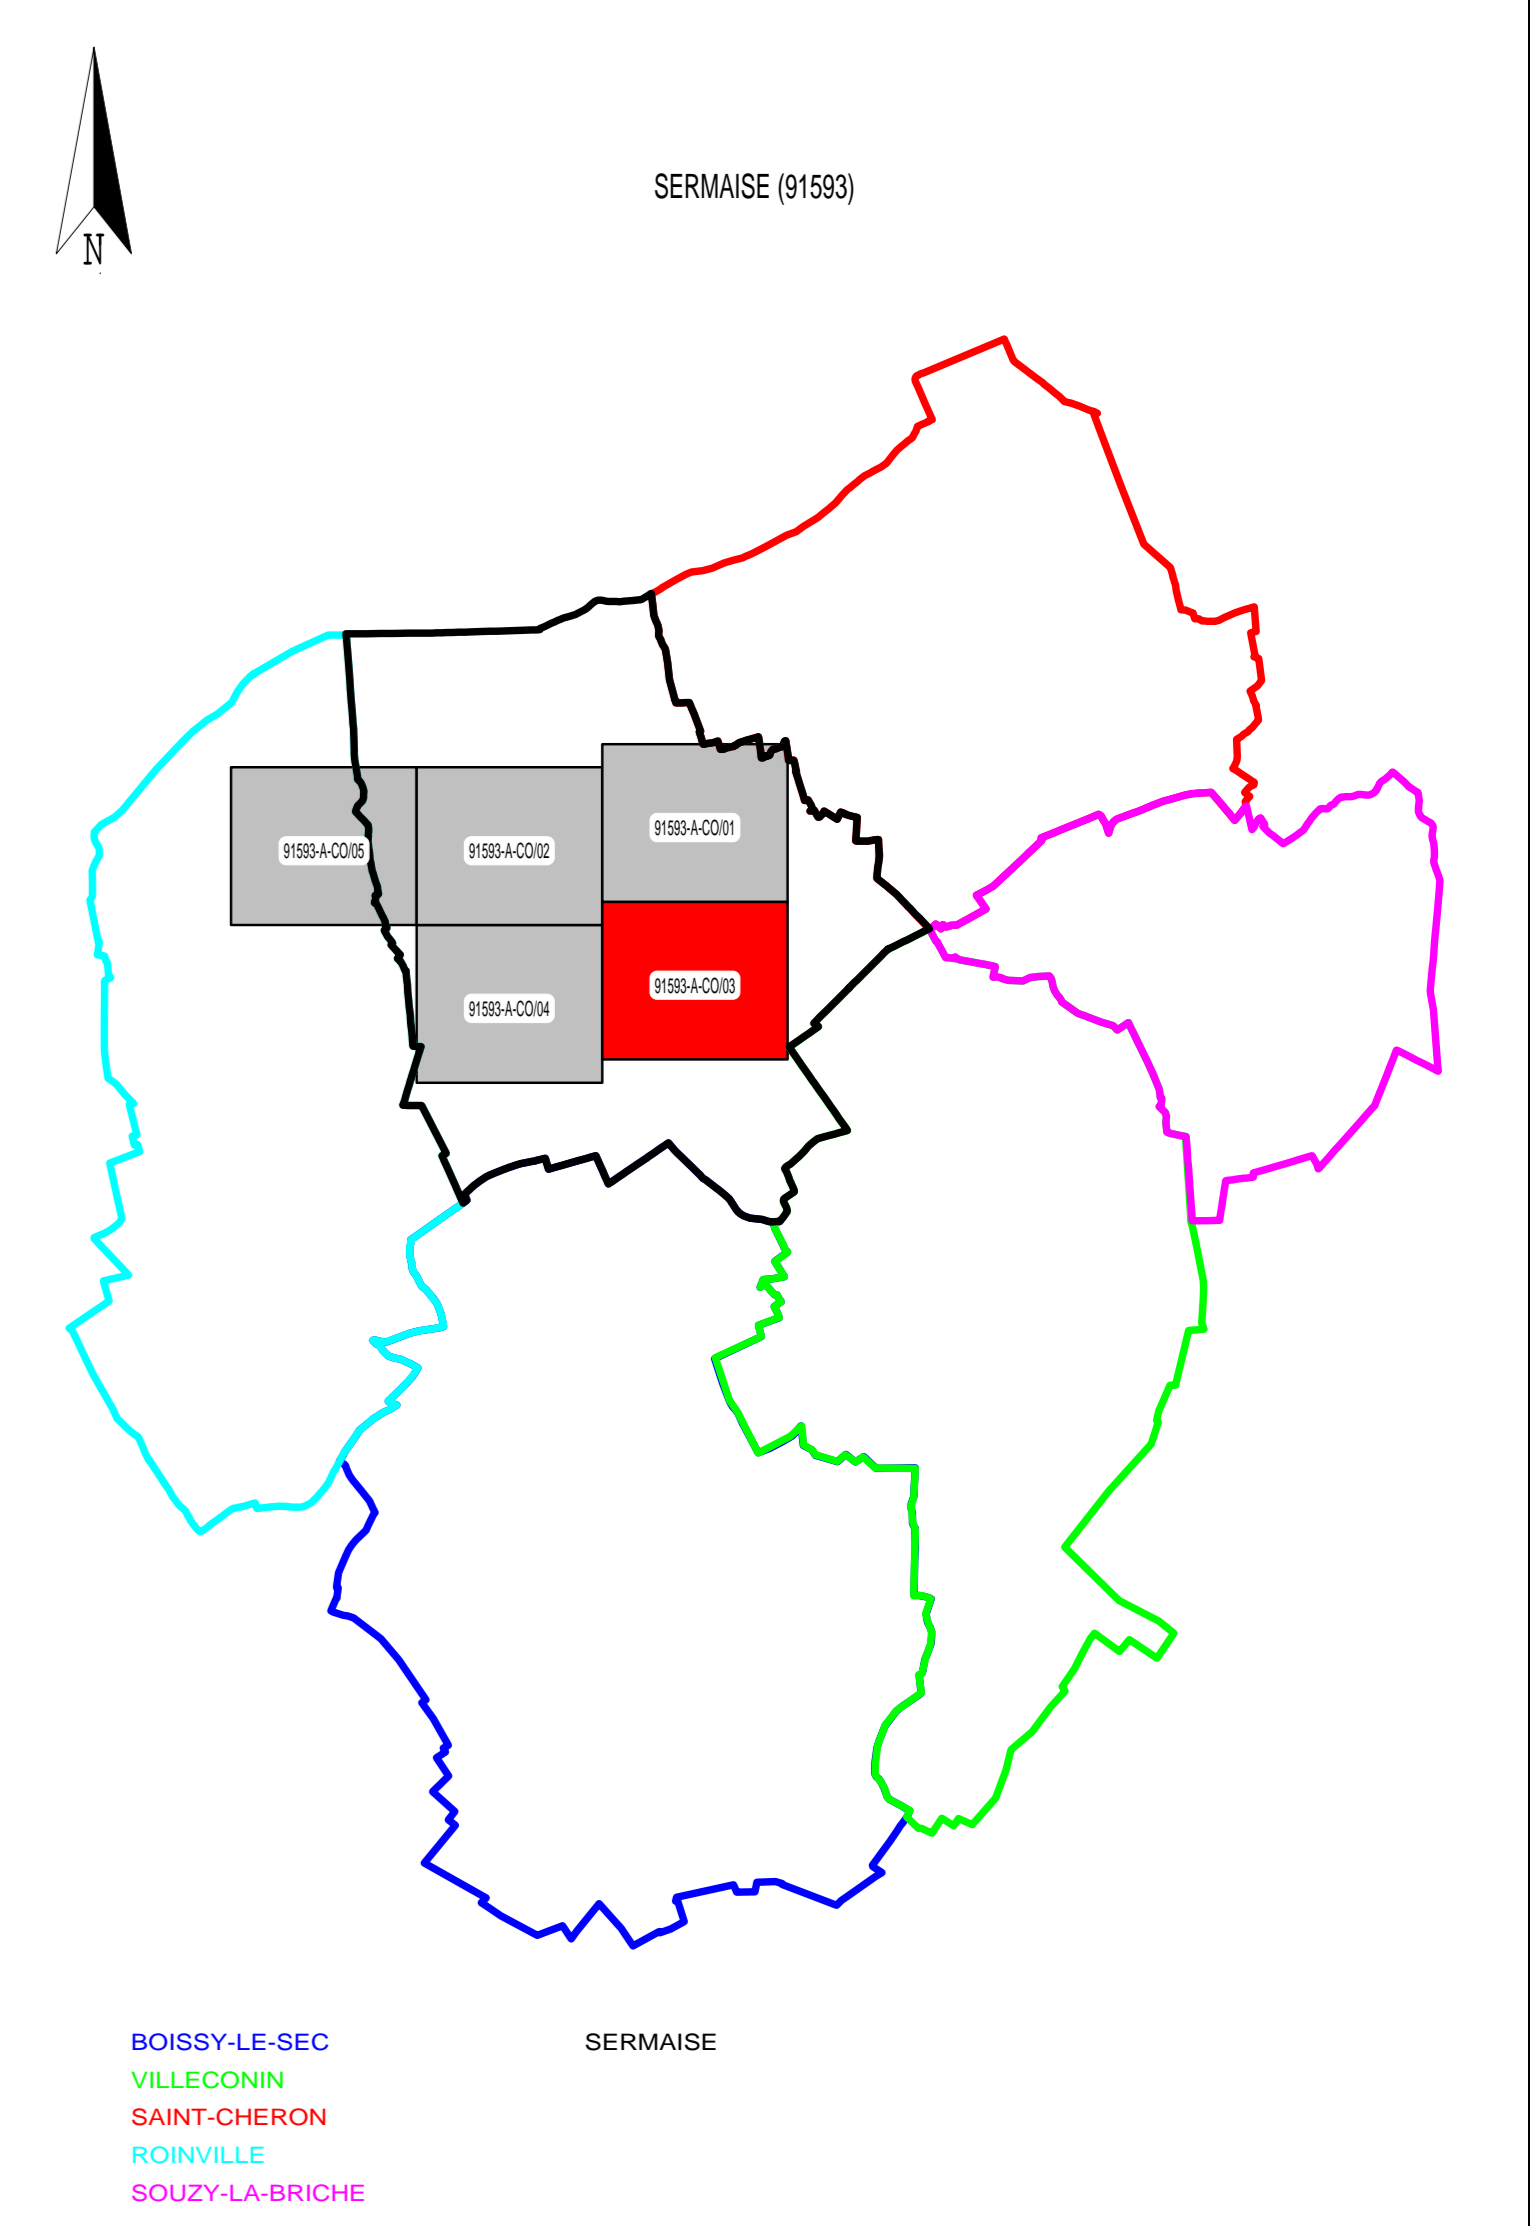 N
SERMAISE (91593)
91593-A-CO/01
91593-A-CO/05
91593-A-CO/02
91593-A-CO/03
91593-A-CO/04
BOISSY-LE-SEC
SERMAISE
VILLECONIN
SAINT-CHERON
ROINVILLE
SOUZY-LA-BRICHE